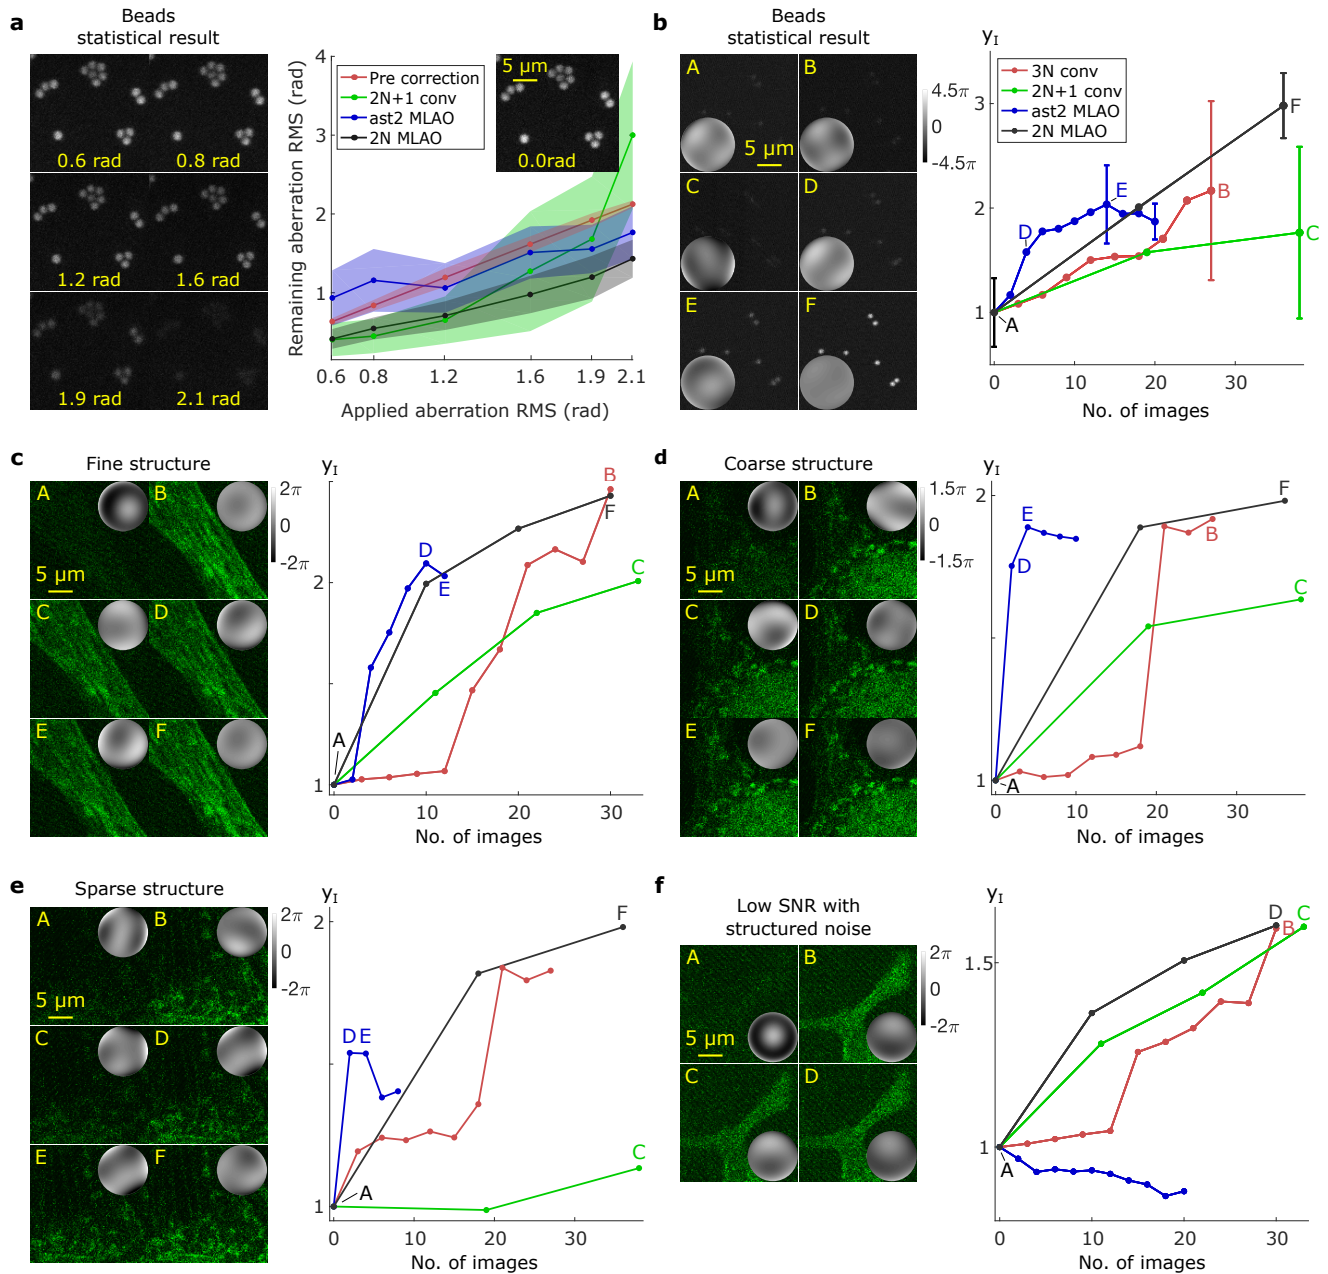 a
Beads
statistical result
0.6 rad
0.8 rad
1.2 rad
1.6 rad
1.9 rad
2.1 rad
Remaining aberration RMS (rad)
4
3
2
1
Pre correction
2N+1 conv
ast2 MLAO
2N MLAO
5 μm
0.0rad
0.6 0.8 1.2 1.6 1.9 2.1
Applied aberration RMS (rad)
b
Beads
statistical result
A B
5 μm
C D
E F
4.5π
0
-4.5π
yI
3N conv
2N+1 conv
ast2 MLAO
2N MLAO
3
2
1
F
E
B
D
C
A
0 10 20 30
No. of images
c
Fine structure
A B
5 μm
C D
E F
2π
0
-2π
yI
2
1
B
F
D
E
C
A
0 10 20 30
No. of images
d
Coarse structure
A B
5 μm
C D
E F
1.5π
0
-1.5π
yI
2
1
F
E
B
D
C
A
0 10 20 30
No. of images
e
Sparse structure
A B
5 μm
C D
E F
2π
0
-2π
yI
2
1
F
D E
C
A
0 10 20 30
No. of images
f
Low SNR with
structured noise
A B
5 μm
C D
2π
0
-2π
yI
1.5
1
D
B
C
A
0 10 20 30
No. of images